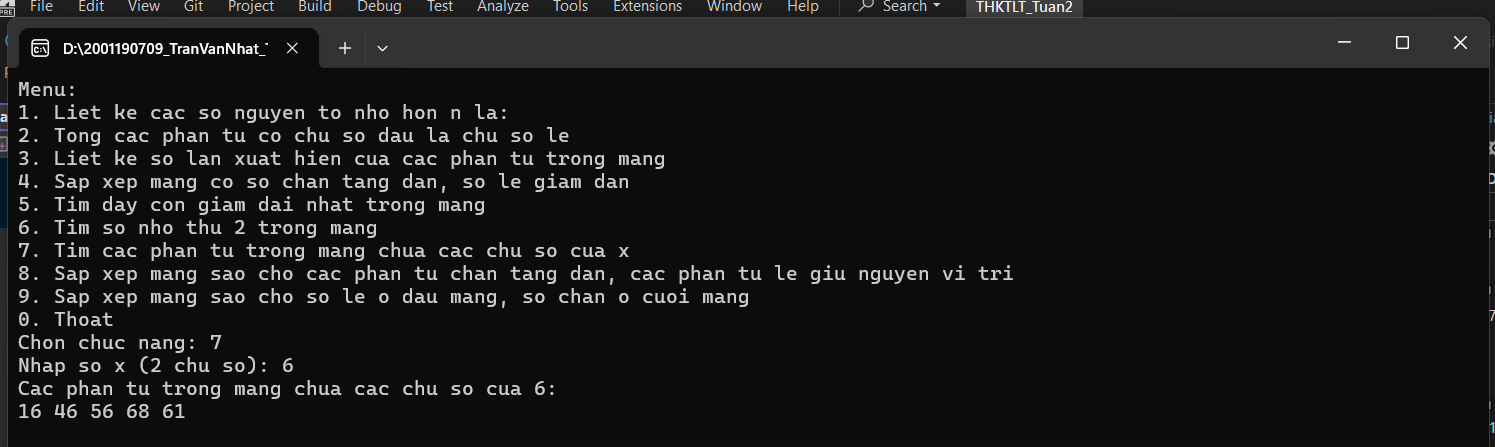 File Edit View Git Project Build Debug Test Analyze Tools Extensions Window Help Search THKTLT_Tuan2
PRE
D:\2001190709_TranVanNhat_
Menu:
1. Liet ke cac so nguyen to nho hon n la:
2. Tong cac phan tu co chu so dau la chu so le
3. Liet ke so lan xuat hien cua cac phan tu trong mang
4. Sap xep mang co so chan tang dan, so le giam dan
5. Tim day con giam dai nhat trong mang
6. Tim so nho thu 2 trong mang
7. Tim cac phan tu trong mang chua cac chu so cua x
8. Sap xep mang sao cho cac phan tu chan tang dan, cac phan tu le giu nguyen vi tri
9. Sap xep mang sao cho so le o dau mang, so chan o cuoi mang
0. Thoat
Chon chuc nang: 7
Nhap so x (2 chu so): 6
Cac phan tu trong mang chua cac chu so cua 6:
16 46 56 68 61